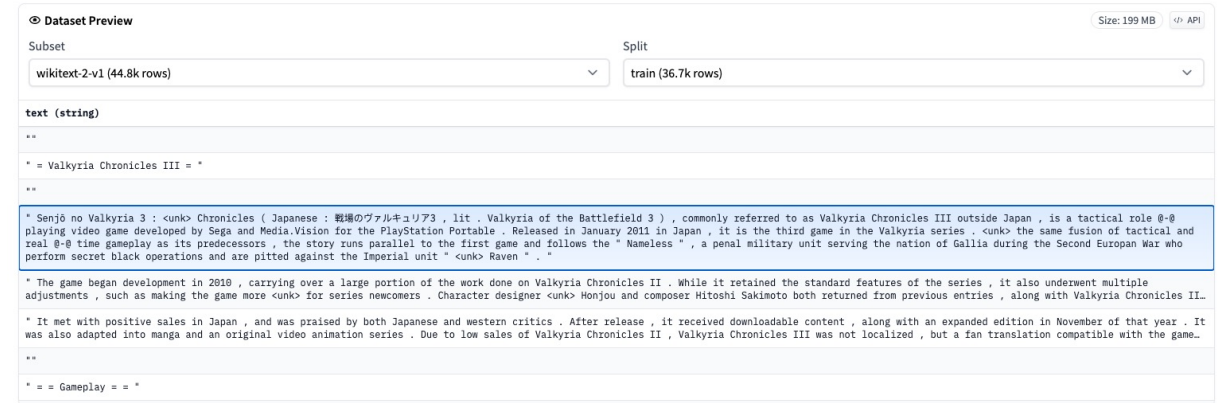 Dataset Preview
Size: 199 MB
</> API
Subset
Split
wikitext-2-v1 (44.8k rows)
train (36.7k rows)
text (string)
""
" = Valkyria Chronicles III = "
""
" Senjō no Valkyria 3 : <unk> Chronicles ( Japanese : 戦場のヴァルキュリア3 , lit . Valkyria of the Battlefield 3 ) , commonly referred to as Valkyria Chronicles III outside Japan , is a tactical role @-@
playing video game developed by Sega and Media.Vision for the PlayStation Portable . Released in January 2011 in Japan , it is the third game in the Valkyria series . <unk> the same fusion of tactical and
real @-@ time gameplay as its predecessors , the story runs parallel to the first game and follows the " Nameless " , a penal military unit serving the nation of Gallia during the Second Europan War who
perform secret black operations and are pitted against the Imperial unit " <unk> Raven " . "
" The game began development in 2010 , carrying over a large portion of the work done on Valkyria Chronicles II . While it retained the standard features of the series , it also underwent multiple
adjustments , such as making the game more <unk> for series newcomers . Character designer <unk> Honjou and composer Hitoshi Sakimoto both returned from previous entries , along with Valkyria Chronicles II…
" It met with positive sales in Japan , and was praised by both Japanese and western critics . After release , it received downloadable content , along with an expanded edition in November of that year . It
was also adapted into manga and an original video animation series . Due to low sales of Valkyria Chronicles II , Valkyria Chronicles III was not localized , but a fan translation compatible with the game…
""
" = = Gameplay = = "